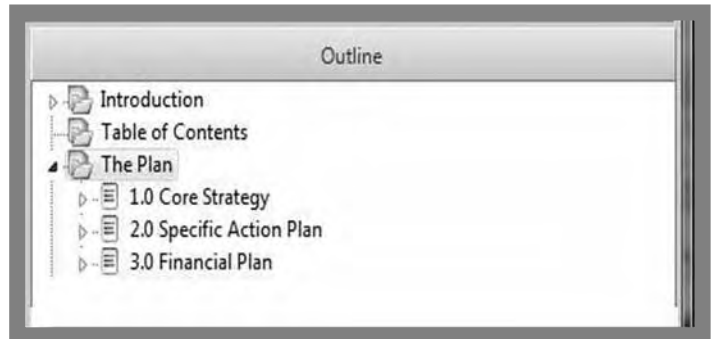 Outline
Introduction
Table of Contents
The Plan
1.0 Core Strategy
2.0 Specific Action Plan
3.0 Financial Plan